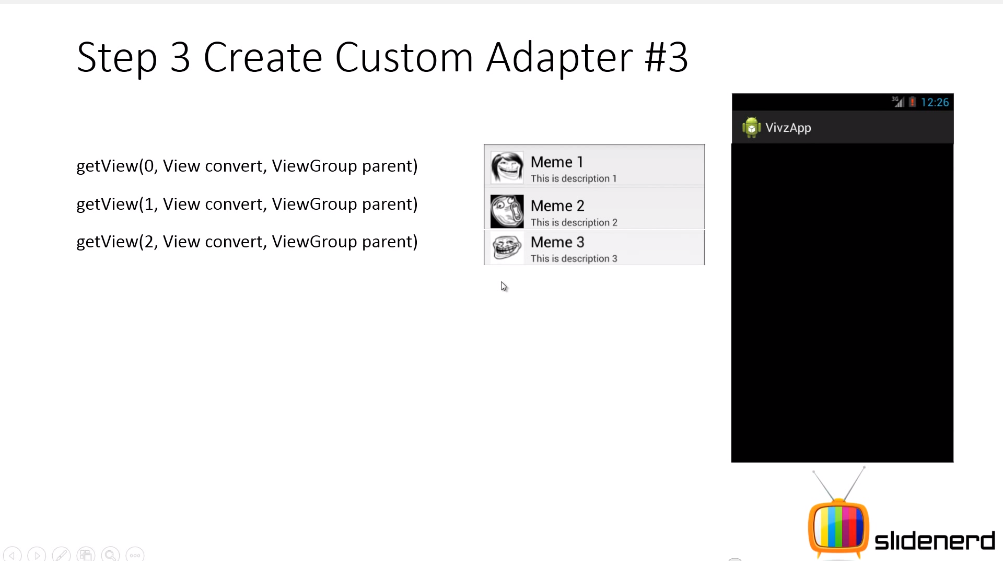 Step 3 Create Custom Adapter #3
3G 12:26
VivzApp
getView(0, View convert, ViewGroup parent)
getView(1, View convert, ViewGroup parent)
getView(2, View convert, ViewGroup parent)
Meme 1
This is description 1
Meme 2
This is description 2
Meme 3
This is description 3
slidenerd